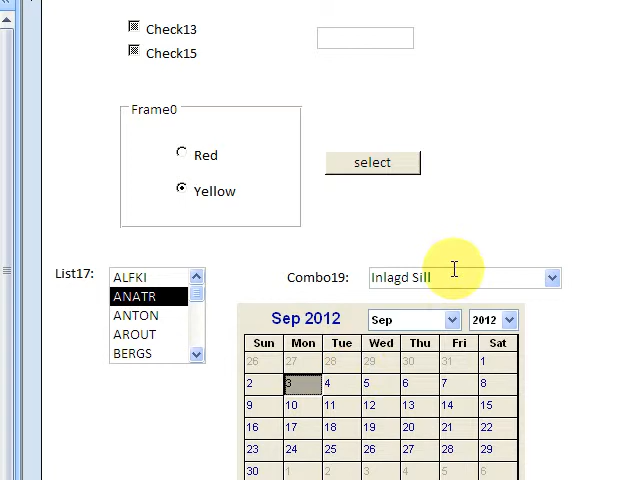 Check13
Check15
Frame0
Red
Yellow
select
List17:
ALFKI
ANATR
ANTON
AROUT
BERGS
Combo19:
Inlagd Sill
Sep 2012
Sep
2012
Sun Mon Tue Wed Thu Fri Sat
26 27 28 29 30 31 1
2 3 4 5 6 7 8
9 10 11 12 13 14 15
16 17 18 19 20 21 22
23 24 25 26 27 28 29
30 1 2 3 4 5 6